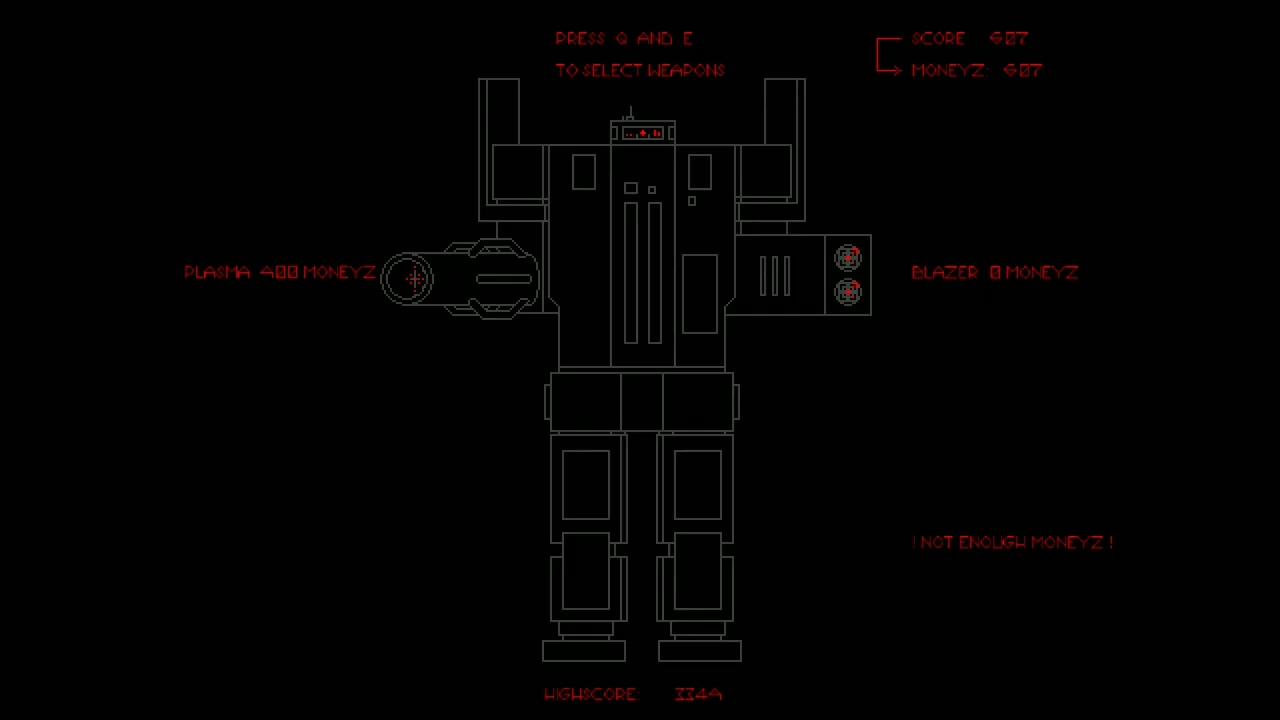 PRESS Q AND E
TO SELECT WEAPONS
SCORE 607
MONEYZ: 607
PLASMA 400 MONEYZ
BLAZER 0 MONEYZ
! NOT ENOUGH MONEYZ !
HIGHSCORE: 3344